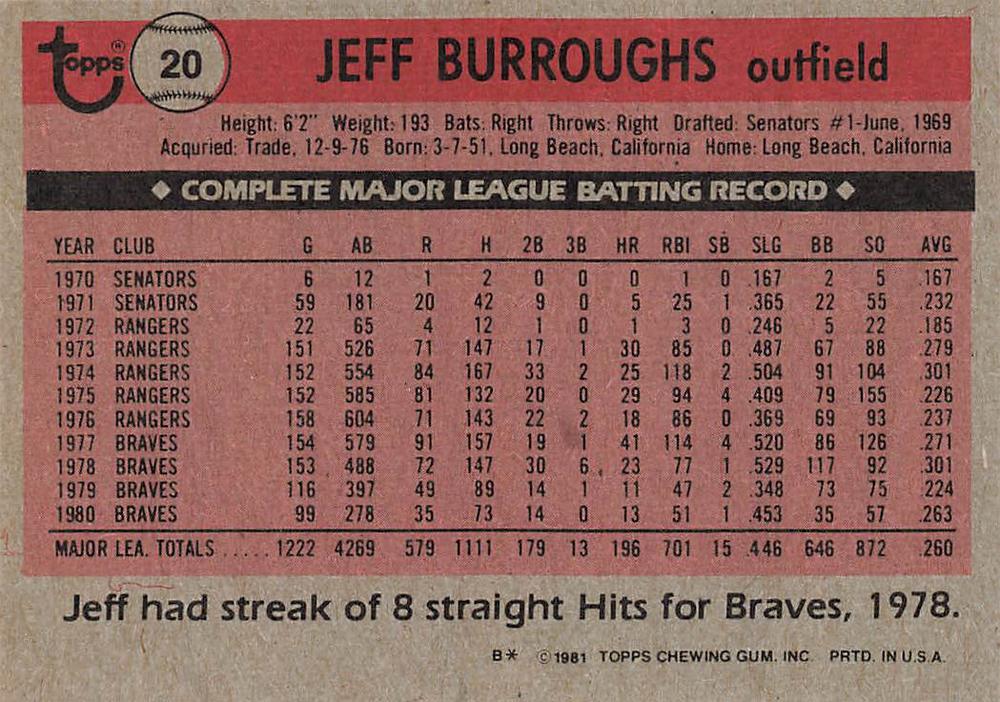 Topps® 20 JEFF BURROUGHS outfield
Height: 6'2" Weight: 193 Bats: Right Throws: Right Drafted: Senators #1-June, 1969
Acquried: Trade, 12-9-76 Born: 3-7-51, Long Beach, California Home: Long Beach, California
◆ COMPLETE MAJOR LEAGUE BATTING RECORD ◆
YEAR CLUB G AB R H 2B 3B HR RBI SB SLG BB SO AVG
1970 SENATORS 6 12 1 2 0 0 0 1 0 .167 2 5 .167
1971 SENATORS 59 181 20 42 9 0 5 25 1 .365 22 55 .232
1972 RANGERS 22 65 4 12 1 0 1 3 0 .246 5 22 .185
1973 RANGERS 151 526 71 147 17 1 30 85 0 .487 67 88 .279
1974 RANGERS 152 554 84 167 33 2 25 118 2 .504 91 104 .301
1975 RANGERS 152 585 81 132 20 0 29 94 4 .409 79 155 .226
1976 RANGERS 158 604 71 143 22 2 18 86 0 .369 69 93 .237
1977 BRAVES 154 579 91 157 19 1 41 114 4 .520 86 126 .271
1978 BRAVES 153 488 72 147 30 6 23 77 1 .529 117 92 .301
1979 BRAVES 116 397 49 89 14 1 11 47 2 .348 73 75 .224
1980 BRAVES 99 278 35 73 14 0 13 51 1 .453 35 57 .263
MAJOR LEA. TOTALS ..... 1222 4269 579 1111 179 13 196 701 15 .446 646 872 .260
Jeff had streak of 8 straight Hits for Braves, 1978.
B* © 1981 TOPPS CHEWING GUM. INC. PRTD. IN U.S.A.